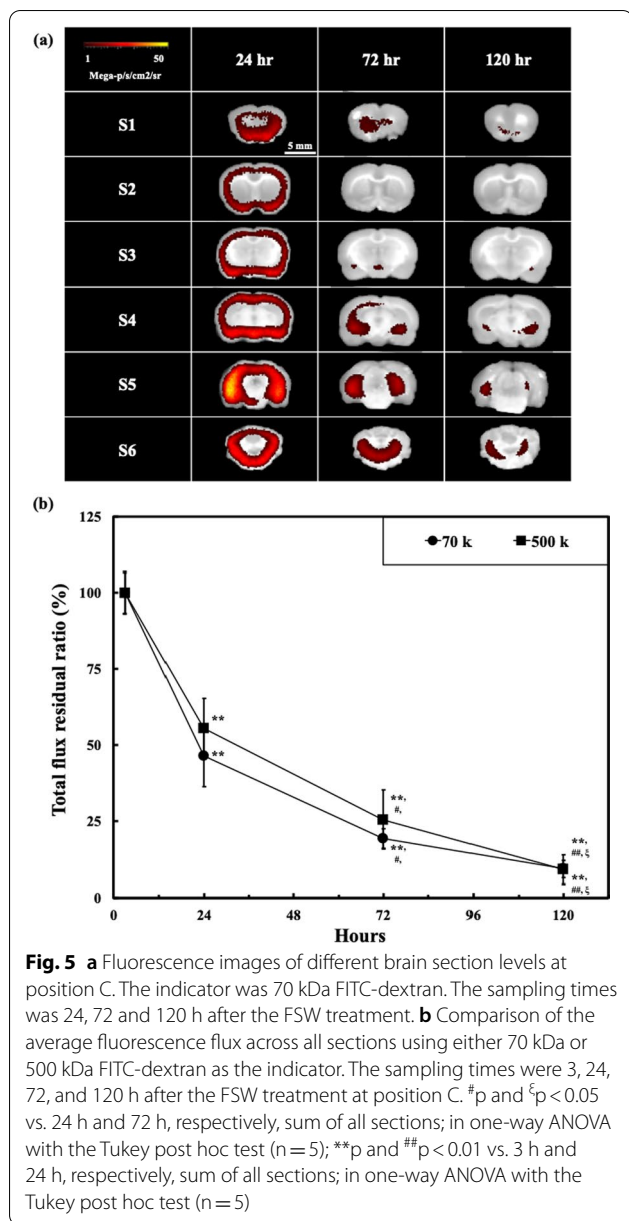 (a)
1 50
Mega-p/s/cm2/sr
24 hr 72 hr 120 hr
S1
5 mm
S2
S3
S4
S5
S6
(b)
125
100
75
50
25
0
Total flux residual ratio (%)
70 k 500 k
**
**
**,
#,
**,
#,
**,
##, ξ
**,
##, ξ
0 24 48 72 96 120
Hours
Fig. 5 a Fluorescence images of different brain section levels at
position C. The indicator was 70 kDa FITC-dextran. The sampling times
was 24, 72 and 120 h after the FSW treatment. b Comparison of the
average fluorescence flux across all sections using either 70 kDa or
500 kDa FITC-dextran as the indicator. The sampling times were 3, 24,
72, and 120 h after the FSW treatment at position C. #p and ξp < 0.05
vs. 24 h and 72 h, respectively, sum of all sections; in one-way ANOVA
with the Tukey post hoc test (n = 5); **p and ##p < 0.01 vs. 3 h and
24 h, respectively, sum of all sections; in one-way ANOVA with the
Tukey post hoc test (n = 5)